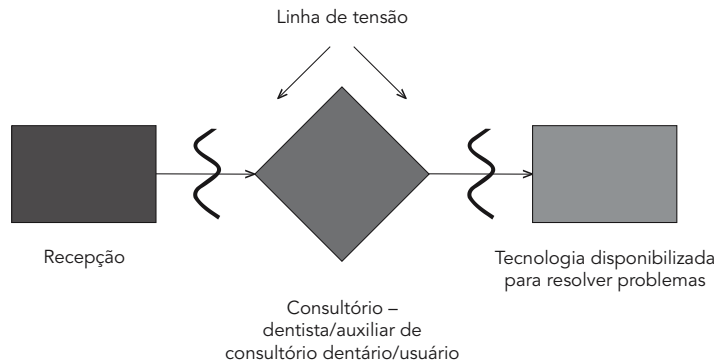 Linha de tensão
Recepção
Consultório –
dentista/auxiliar de
consultório dentário/usuário
Tecnologia disponibilizada
para resolver problemas